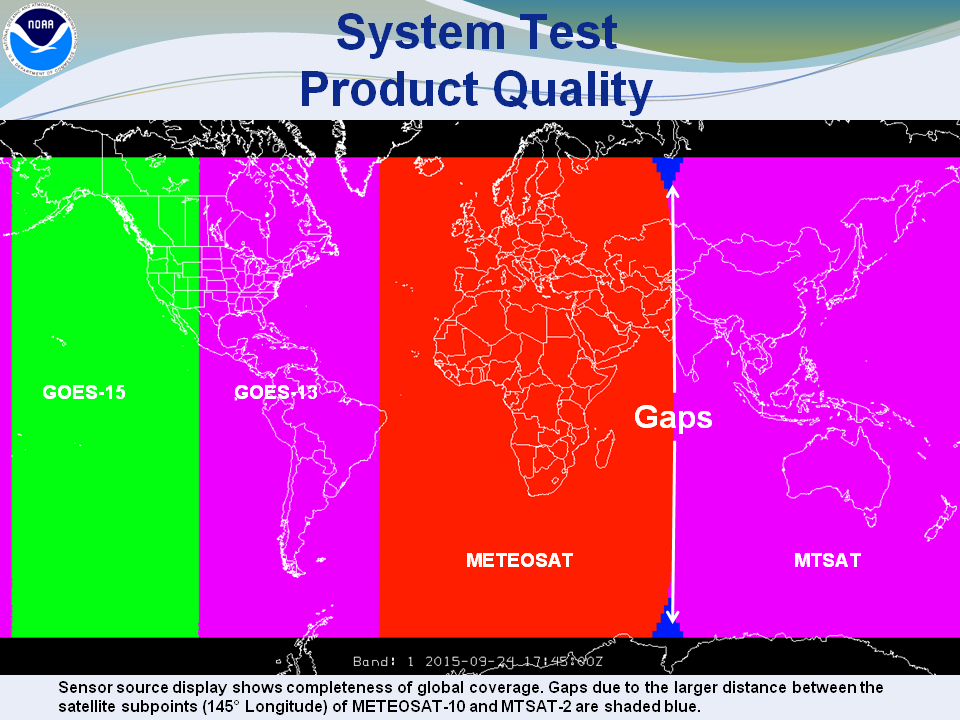 NOAA
System Test
Product Quality
GOES-15
GOES-13
Gaps
METEOSAT
MTSAT
Band: 1 2015-09-24 17:45:00Z
Sensor source display shows completeness of global coverage. Gaps due to the larger distance between the
satellite subpoints (145° Longitude) of METEOSAT-10 and MTSAT-2 are shaded blue.